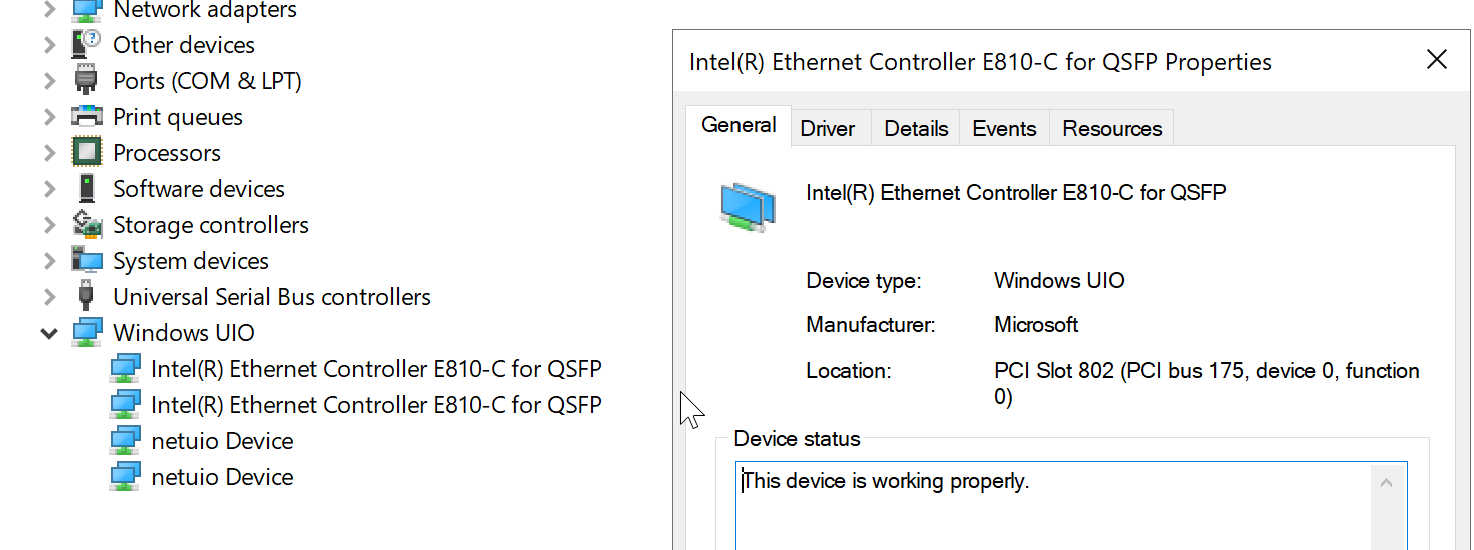 Network adapters
Other devices
Ports (COM & LPT)
Print queues
Processors
Software devices
Storage controllers
System devices
Universal Serial Bus controllers
Windows UIO
Intel(R) Ethernet Controller E810-C for QSFP
Intel(R) Ethernet Controller E810-C for QSFP
netuio Device
netuio Device
Intel(R) Ethernet Controller E810-C for QSFP Properties
General Driver Details Events Resources
Intel(R) Ethernet Controller E810-C for QSFP
Device type: Windows UIO
Manufacturer: Microsoft
Location: PCI Slot 802 (PCI bus 175, device 0, function
0)
Device status
This device is working properly.